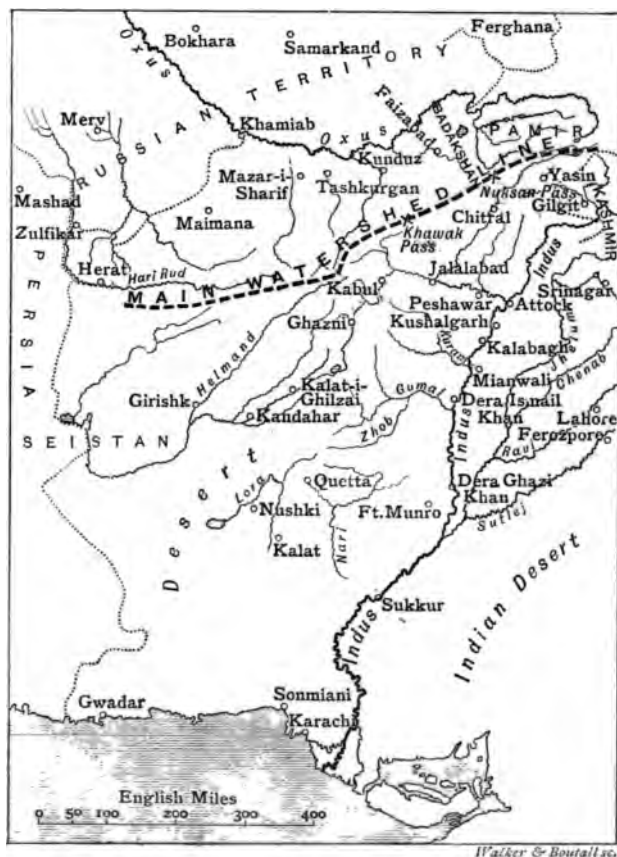 Oxus
Bokhara
Samarkand
Ferghana
RUSSIAN TERRITORY
Merv
Khamiab
Oxus
Faizabad
BADAKSHAN
PAMIR
Kunduz
Mashad
Mazar-i-
Sharif
Tashkurgan
Yasin
Nuksan Pass
Gilgit
KASHMIR
Zulfikar
Maimana
Chitral
Khawak
Pass
MAIN WATERSHED LINE
Herat
Hari Rud
PERSIA
Kabul
Jalalabad
Indus
Srinagar
Peshawar
Attock
Ghazni
Kushalgarh
Kuram
Kalabagh
Jhelum
Chenab
Helmand
Girishk
Kalat-i-
Ghilzai
Gumal
Mianwali
Dera Ismail
Khan
Lahore
Kandahar
Zhob
Indus
Ravi
Ferozpore
SEISTAN
Desert
Lora
Quetta
Dera Ghazi
Khan
Nushki
Ft. Munro
Sutlej
Kalat
Nari
Sukkur
Indus
Indian Desert
Gwadar
Sonmiani
Karachi
English Miles
0 50 100 200 300 400
Walker & Boutall sc.